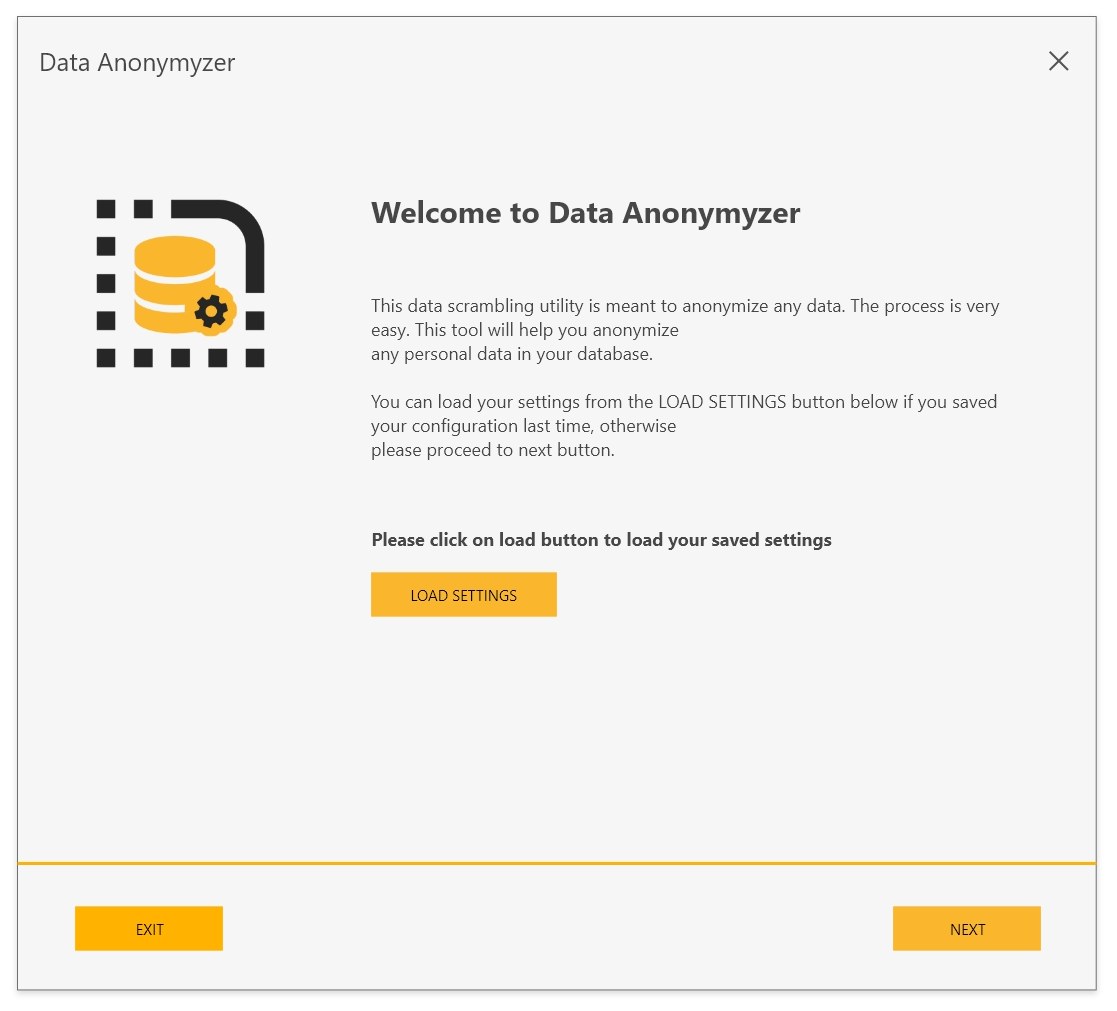 Data Anonymyzer
Welcome to Data Anonymyzer
This data scrambling utility is meant to anonymize any data. The process is very
easy. This tool will help you anonymize
any personal data in your database.
You can load your settings from the LOAD SETTINGS button below if you saved
your configuration last time, otherwise
please proceed to next button.
Please click on load button to load your saved settings
LOAD SETTINGS
EXIT
NEXT